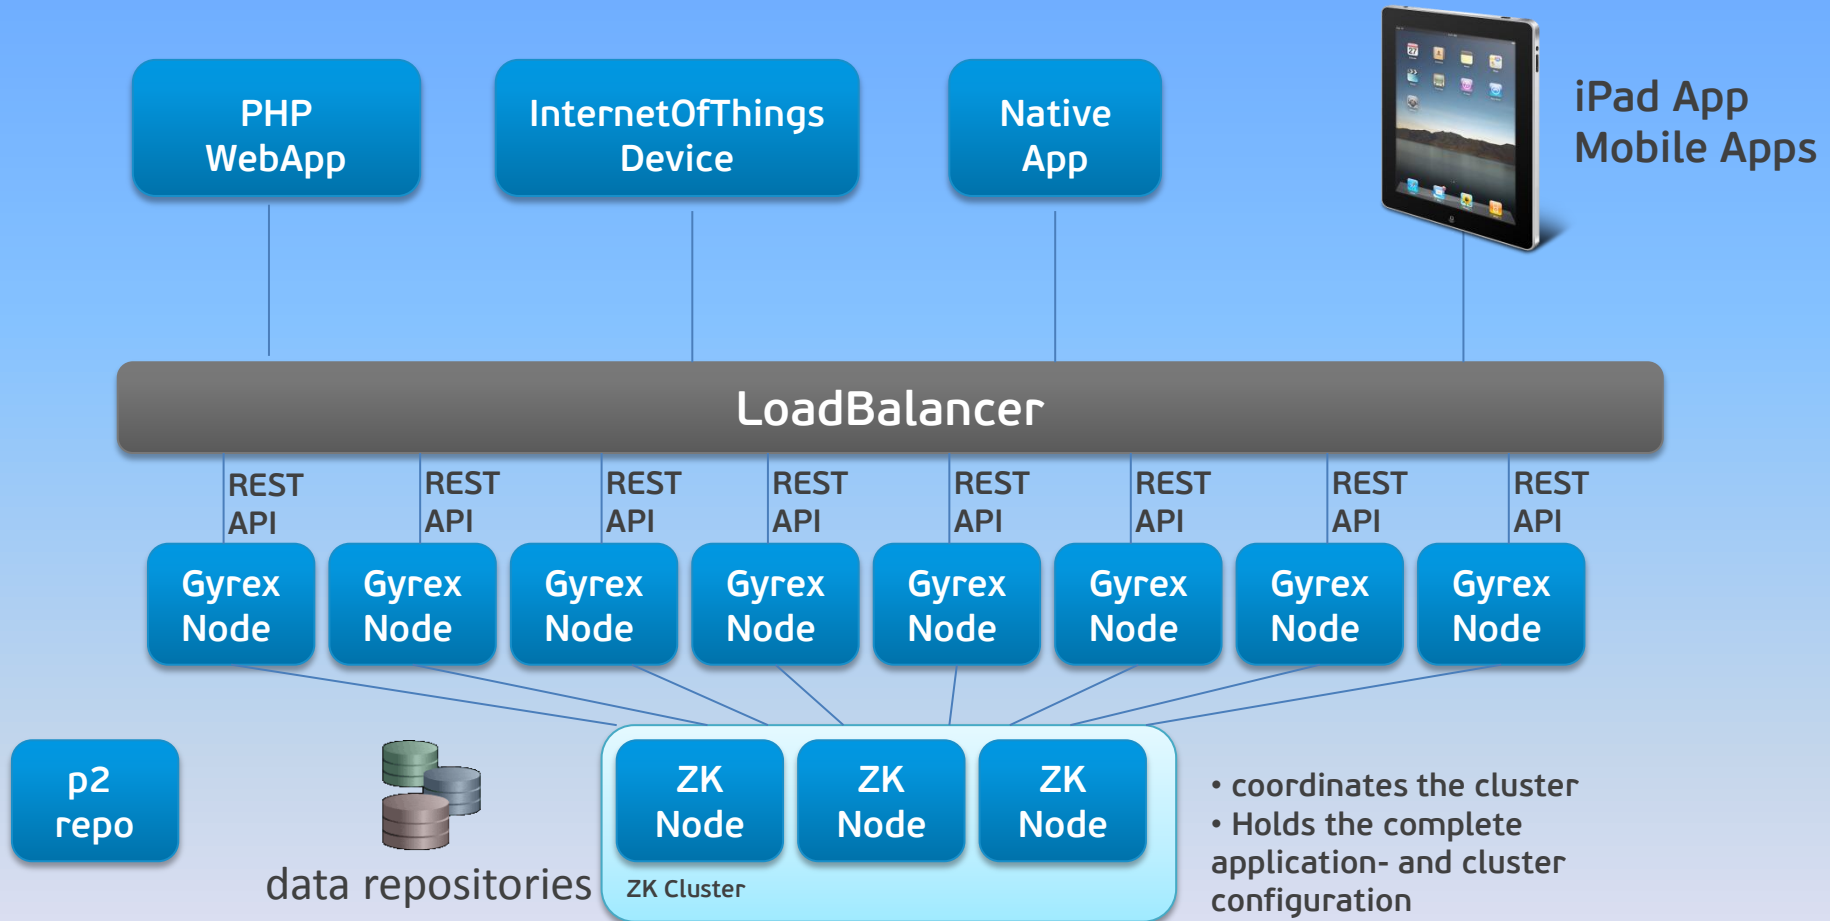 PHP
WebApp
InternetOfThings
Device
Native
App
iPad App
Mobile Apps
LoadBalancer
REST
API
REST
API
REST
API
REST
API
REST
API
REST
API
REST
API
REST
API
Gyrex
Node
Gyrex
Node
Gyrex
Node
Gyrex
Node
Gyrex
Node
Gyrex
Node
Gyrex
Node
Gyrex
Node
p2
repo
data repositories
ZK
Node
ZK
Node
ZK
Node
ZK Cluster
• coordinates the cluster
• Holds the complete
application- and cluster
configuration